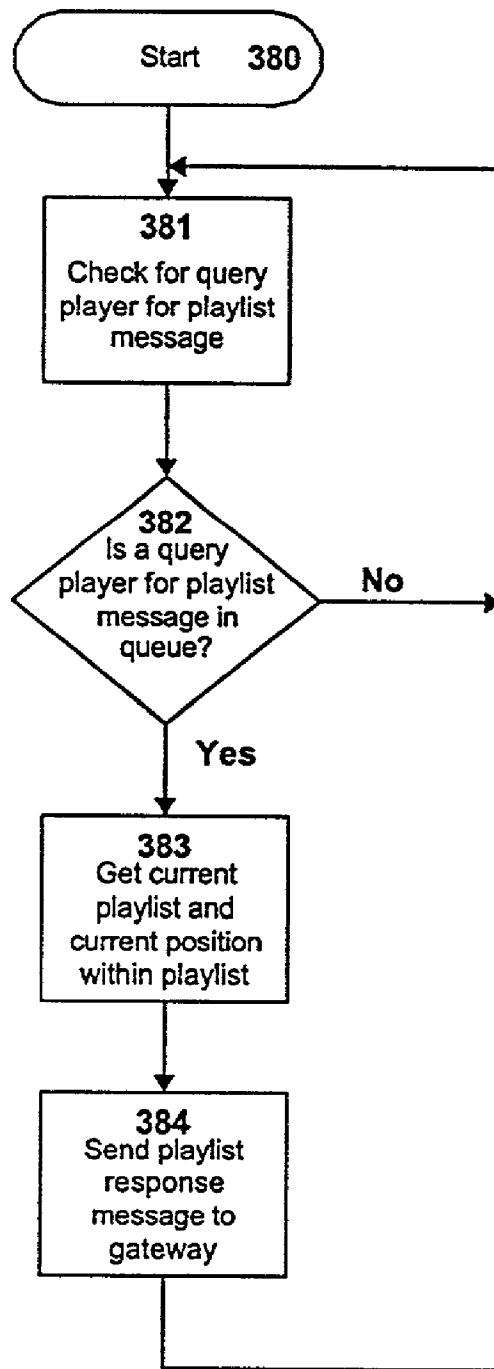 Start 380
381
Check for query
player for playlist
message
382
Is a query
player for playlist
message in
queue?
No
Yes
383
Get current
playlist and
current position
within playlist
384
Send playlist
response
message to
gateway